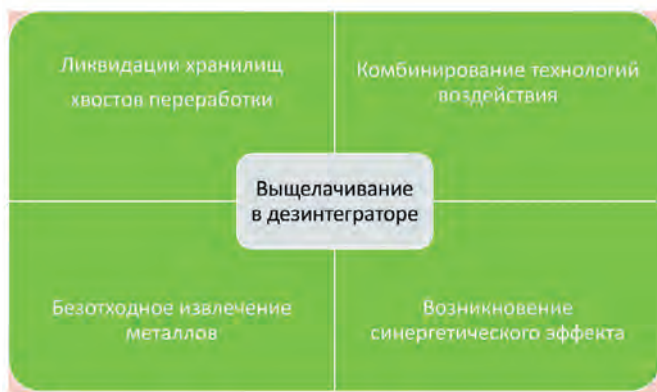 Ликвидации хранилищ
хвостов переработки
Комбинирование технологий
воздействия
Выщелачивание
в дезинтеграторе
Безотходное извлечение
металлов
Возникновение
синергетического эффекта